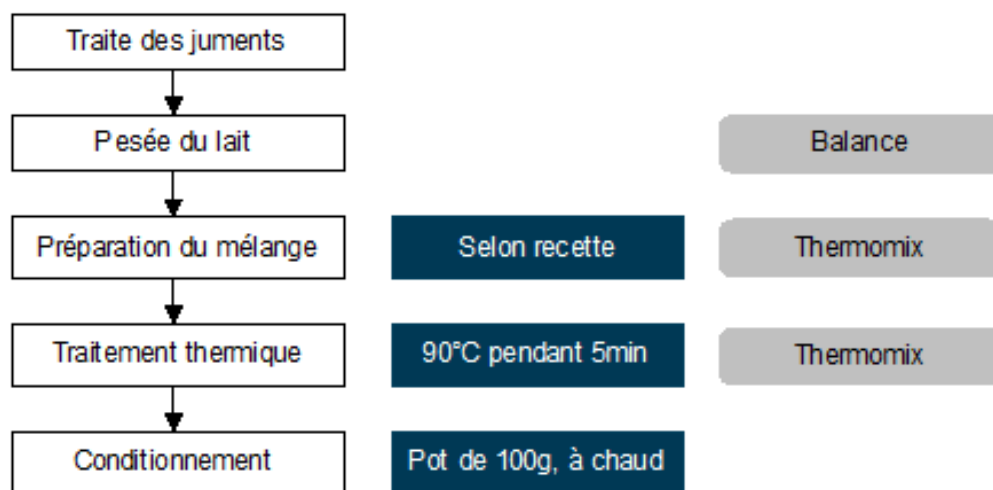 Traite des juments
Pesée du lait
Balance
Préparation du mélange
Selon recette
Thermomix
Traitement thermique
90°C pendant 5min
Thermomix
Conditionnement
Pot de 100g, à chaud